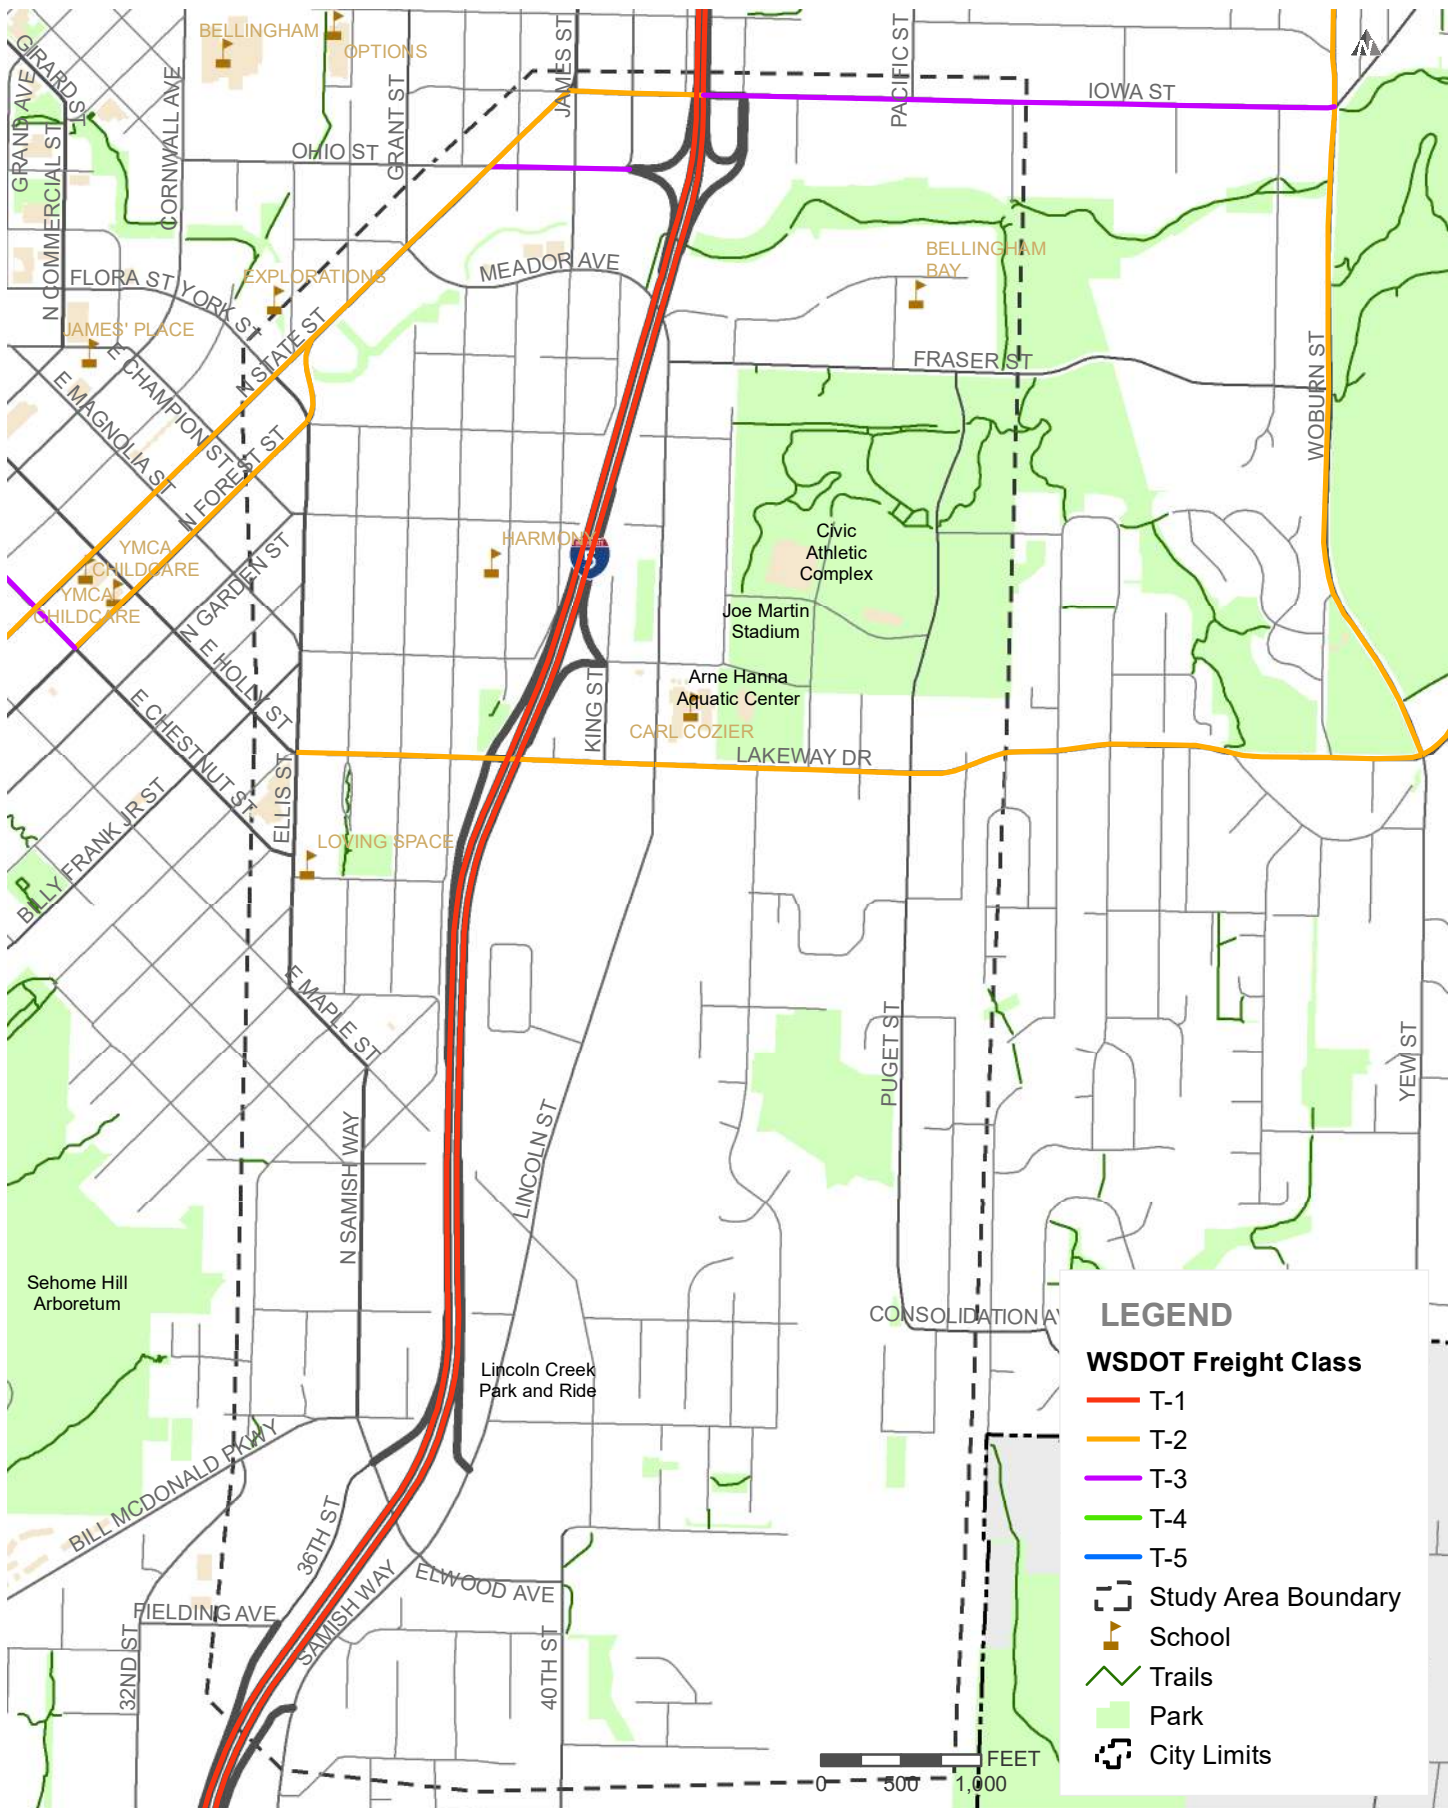 BELLINGHAM
OPTIONS
GIRARD ST
GRAND AVE
N COMMERCIAL ST
CORNWALL AVE
GRANT ST
JAMES ST
PACIFIC ST
N
IOWA ST
OHIO ST
MEADOR AVE
BELLINGHAM
BAY
FLORA ST
YORK ST
EXPLORATIONS
JAMES' PLACE
N STATE ST
E CHAMPION ST
E MAGNOLIA ST
N FOREST ST
FRASER ST
WOBURN ST
HARMONY
Civic
Athletic
Complex
YMCA
CHILDCARE
YMCA
CHILDCARE
N GARDEN ST
Joe Martin
Stadium
E HOLLY ST
Arne Hanna
Aquatic Center
KING ST
CARL COZIER
E CHESTNUT ST
LAKEWAY DR
ELLIS ST
BILLY FRANK JR ST
LOVING SPACE
E MAPLE ST
PUGET ST
YEW ST
N SAMISH WAY
LINCOLN ST
Sehome Hill
Arboretum
CONSOLIDATION AV
Lincoln Creek
Park and Ride
BILL MCDONALD PKWY
36TH ST
ELWOOD AVE
SAMISH WAY
FIELDING AVE
32ND ST
40TH ST
FEET
0 500 1,000
LEGEND
WSDOT Freight Class
T-1
T-2
T-3
T-4
T-5
Study Area Boundary
School
Trails
Park
City Limits